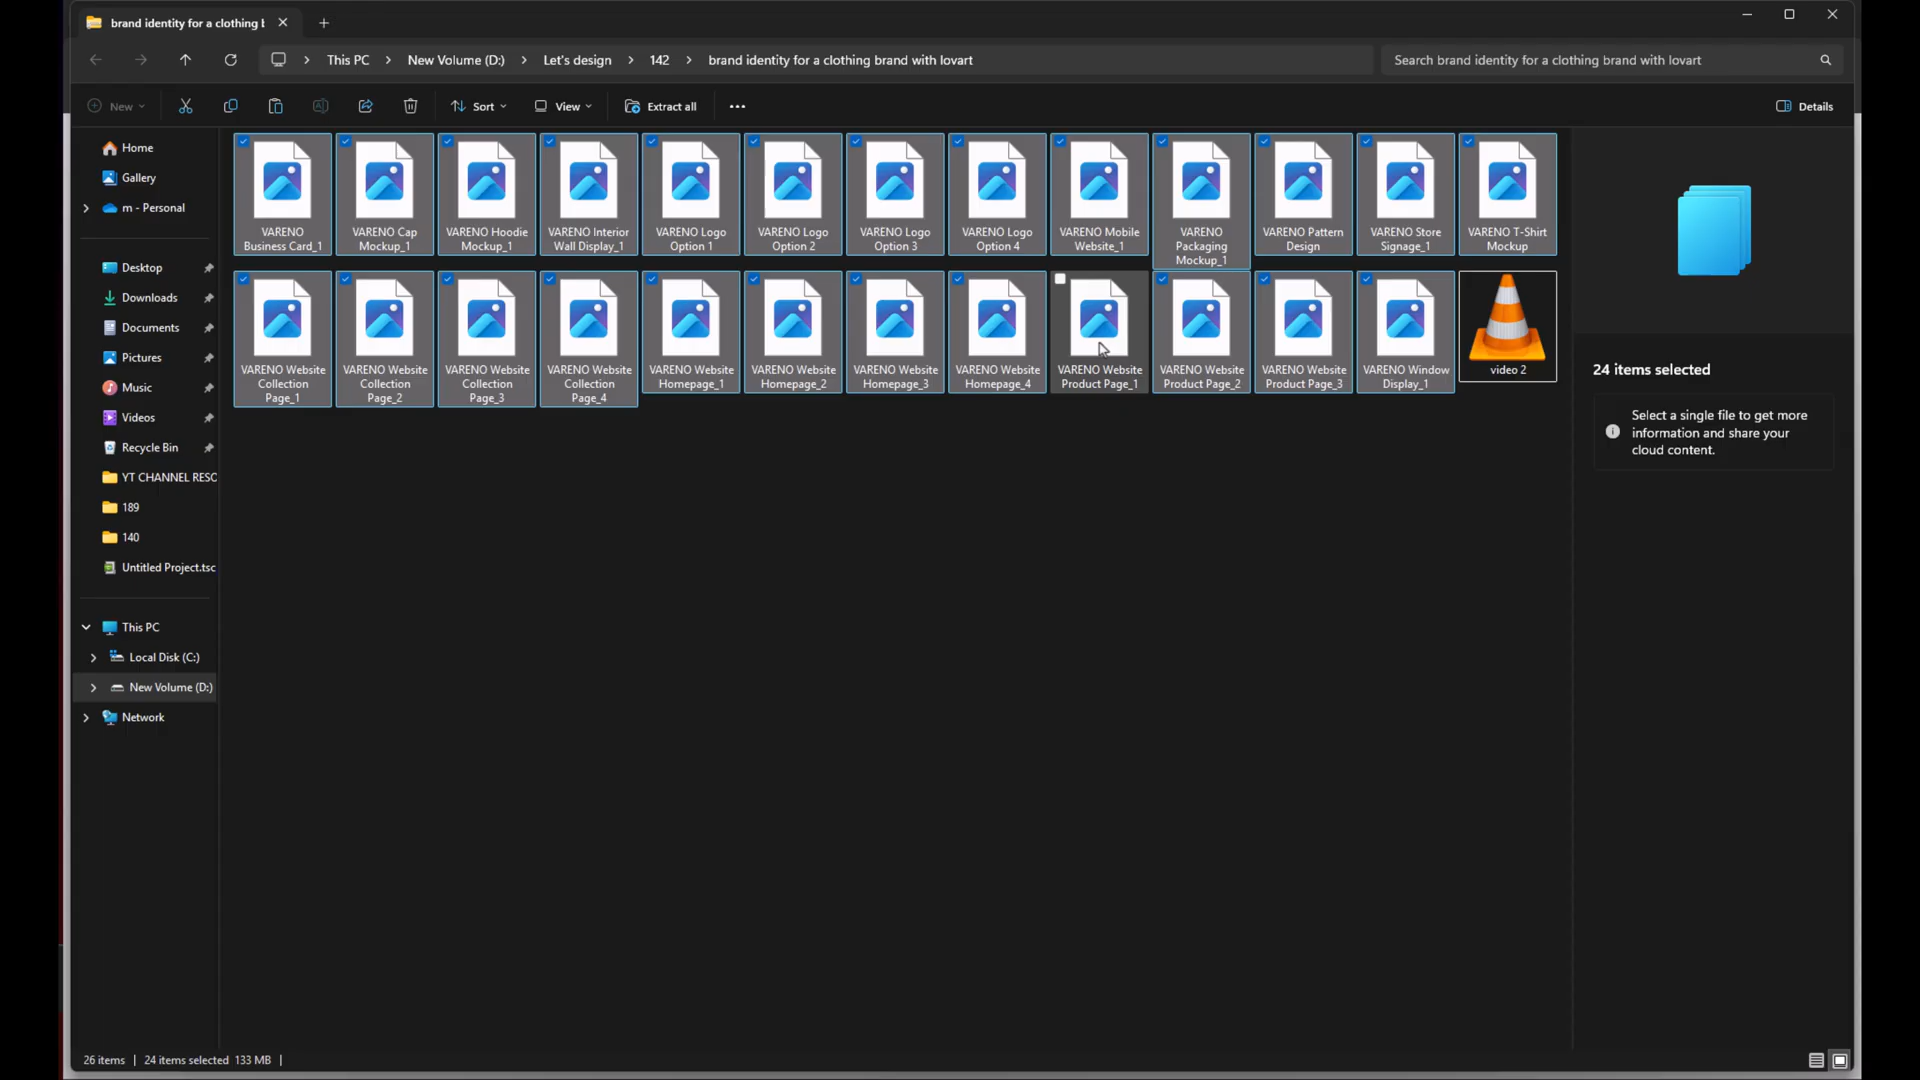 brand identity for a clothing b
This PC
New Volume (D:)
Let's design
142
brand identity for a clothing brand with lovart
Search brand identity for a clothing brand with lovart
New
Sort
View
Extract all
Details
Home
Gallery
m - Personal
Desktop
Downloads
Documents
Pictures
Music
Videos
Recycle Bin
YT CHANNEL RESO
189
140
Untitled Project.tsc
This PC
Local Disk (C:)
New Volume (D:)
Network
VARENO
Business Card_1
VARENO Cap
Mockup_1
VARENO Hoodie
Mockup_1
VARENO Interior
Wall Display_1
VARENO Logo
Option 1
VARENO Logo
Option 2
VARENO Logo
Option 3
VARENO Logo
Option 4
VARENO Mobile
Website_1
VARENO
Packaging
Mockup_1
VARENO Pattern
Design
VARENO Store
Signage_1
VARENO T-Shirt
Mockup
VARENO Website
Collection
Page_1
VARENO Website
Collection
Page_2
VARENO Website
Collection
Page_3
VARENO Website
Collection
Page_4
VARENO Website
Homepage_1
VARENO Website
Homepage_2
VARENO Website
Homepage_3
VARENO Website
Homepage_4
VARENO Website
Product Page_1
VARENO Website
Product Page_2
VARENO Website
Product Page_3
VARENO Window
Display_1
video 2
24 items selected
Select a single file to get more
information and share your
cloud content.
26 items
24 items selected 133 MB